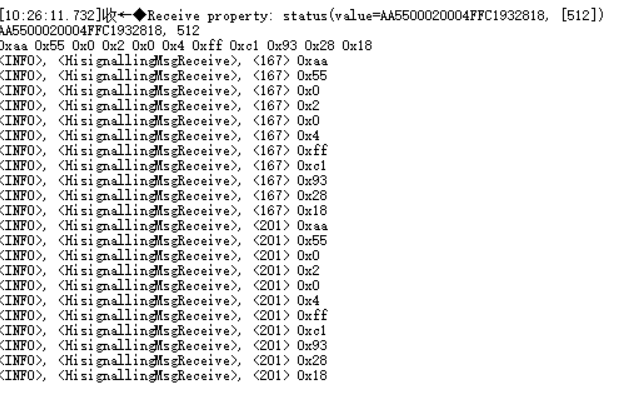 [10:26:11.732]收←◆Receive property: status(value=AA5500020004FFC1932818, [512])
AA5500020004FFC1932818, 512
0xaa 0x55 0x0 0x2 0x0 0x4 0xff 0xc1 0x93 0x28 0x18
<INFO>, <HisignallingMsgReceive>, <167> 0xaa
<INFO>, <HisignallingMsgReceive>, <167> 0x55
<INFO>, <HisignallingMsgReceive>, <167> 0x0
<INFO>, <HisignallingMsgReceive>, <167> 0x2
<INFO>, <HisignallingMsgReceive>, <167> 0x0
<INFO>, <HisignallingMsgReceive>, <167> 0x4
<INFO>, <HisignallingMsgReceive>, <167> 0xff
<INFO>, <HisignallingMsgReceive>, <167> 0xc1
<INFO>, <HisignallingMsgReceive>, <167> 0x93
<INFO>, <HisignallingMsgReceive>, <167> 0x28
<INFO>, <HisignallingMsgReceive>, <167> 0x18
<INFO>, <HisignallingMsgReceive>, <201> 0xaa
<INFO>, <HisignallingMsgReceive>, <201> 0x55
<INFO>, <HisignallingMsgReceive>, <201> 0x0
<INFO>, <HisignallingMsgReceive>, <201> 0x2
<INFO>, <HisignallingMsgReceive>, <201> 0x0
<INFO>, <HisignallingMsgReceive>, <201> 0x4
<INFO>, <HisignallingMsgReceive>, <201> 0xff
<INFO>, <HisignallingMsgReceive>, <201> 0xc1
<INFO>, <HisignallingMsgReceive>, <201> 0x93
<INFO>, <HisignallingMsgReceive>, <201> 0x28
<INFO>, <HisignallingMsgReceive>, <201> 0x18